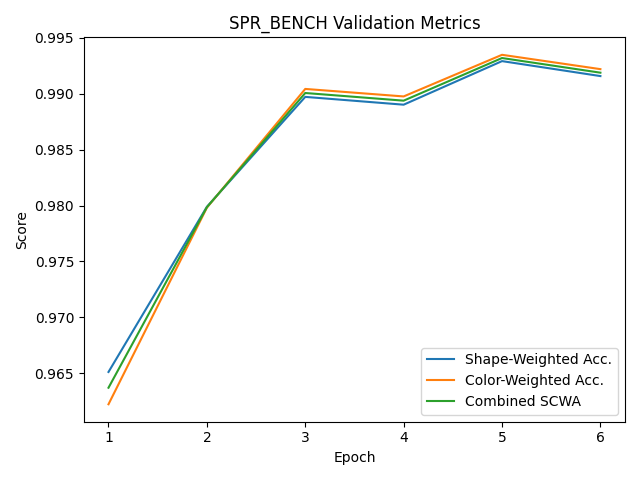 SPR_BENCH Validation Metrics
0.995
0.990
0.985
0.980
0.975
0.970
0.965
Score
Shape-Weighted Acc.
Color-Weighted Acc.
Combined SCWA
1 2 3 4 5 6
Epoch